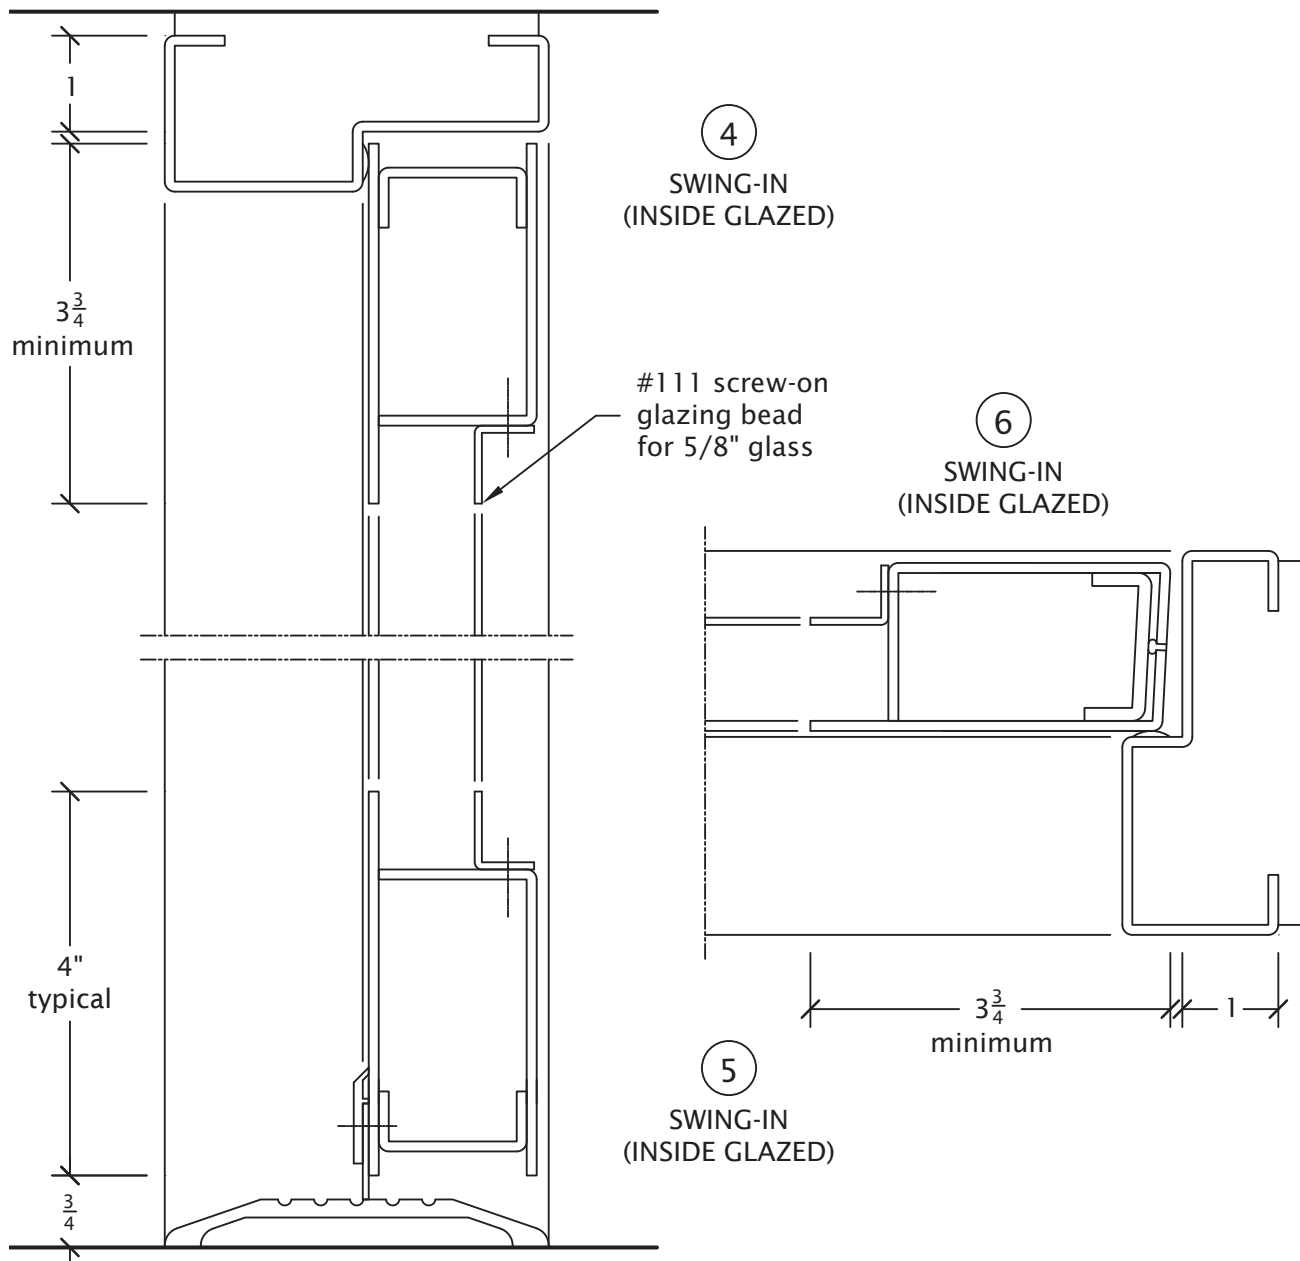 1
4
SWING-IN
(INSIDE GLAZED)
3 3/4
minimum
#111 screw-on
glazing bead
for 5/8" glass
6
SWING-IN
(INSIDE GLAZED)
4"
typical
3 3/4
minimum
1
5
SWING-IN
(INSIDE GLAZED)
3/4